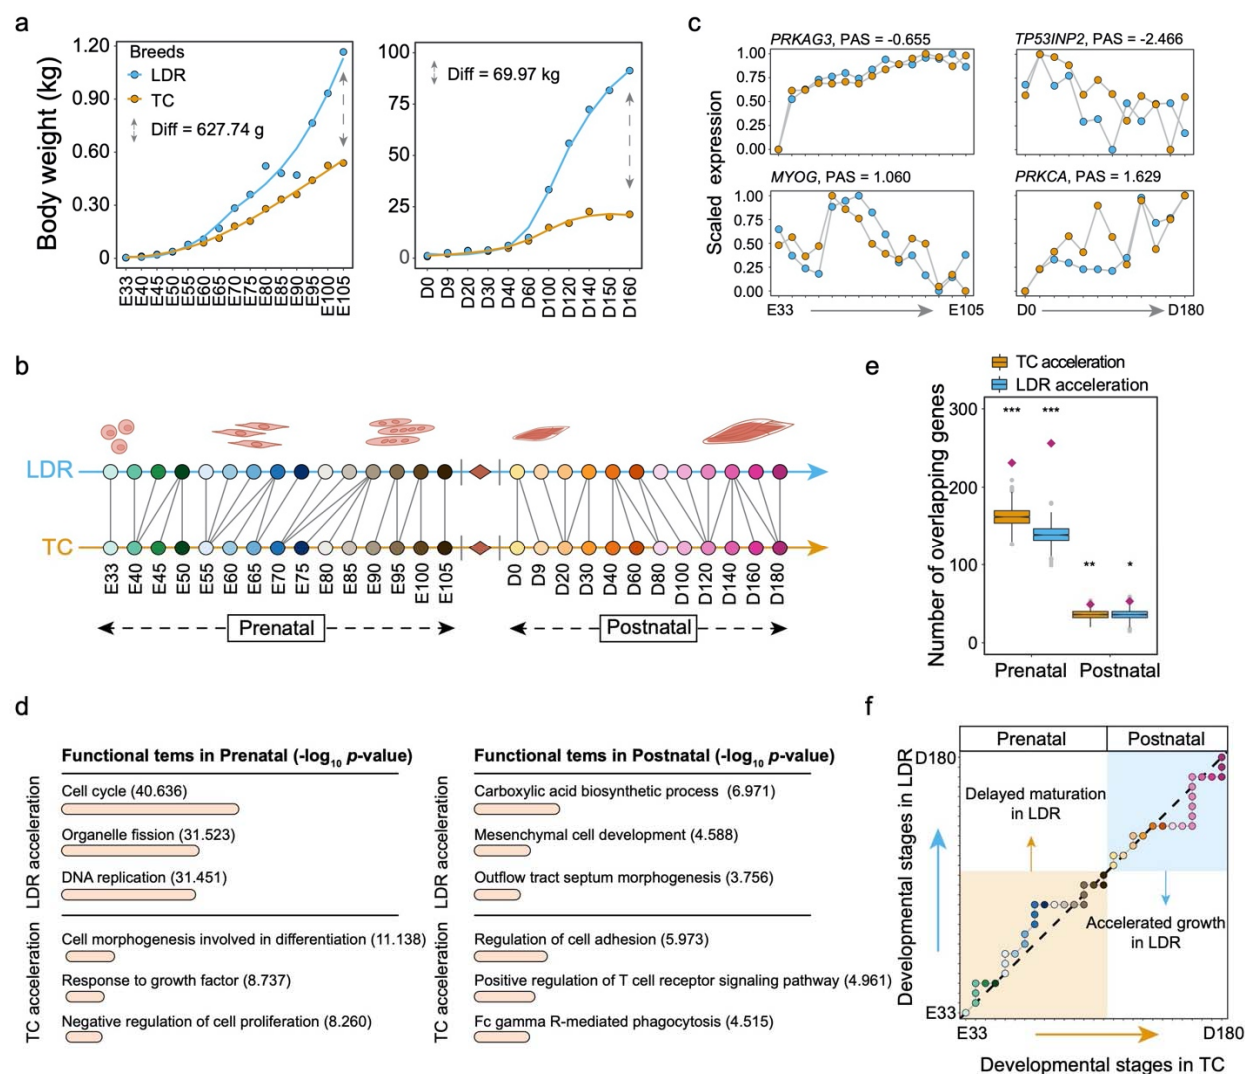 a
Body weight (kg)
1.20
0.90
0.60
0.30
0
Breeds
LDR
TC
Diff = 627.74 g
E33
E40
E45
E50
E55
E60
E65
E70
E75
E80
E85
E90
E95
E100
E105
100
75
50
25
0
Diff = 69.97 kg
D0
D9
D20
D30
D40
D60
D100
D120
D140
D150
D160
c
Scaled expression
PRKAG3, PAS = -0.655
1.00
0.75
0.50
0.25
0.00
TP53INP2, PAS = -2.466
MYOG, PAS = 1.060
1.00
0.75
0.50
0.25
0.00
PRKCA, PAS = 1.629
E33
E105
D0
D180
b
LDR
TC
E33
E40
E45
E50
E55
E60
E65
E70
E75
E80
E85
E90
E95
E100
E105
D0
D9
D20
D30
D40
D60
D80
D100
D120
D140
D160
D180
Prenatal
Postnatal
e
TC acceleration
LDR acceleration
Number of overlapping genes
300
200
100
0
***
***
**
*
Prenatal
Postnatal
d
Functional tems in Prenatal (-log10 p-value)
LDR acceleration
Cell cycle (40.636)
Organelle fission (31.523)
DNA replication (31.451)
TC acceleration
Cell morphogenesis involved in differentiation (11.138)
Response to growth factor (8.737)
Negative regulation of cell proliferation (8.260)
Functional tems in Postnatal (-log10 p-value)
LDR acceleration
Carboxylic acid biosynthetic process (6.971)
Mesenchymal cell development (4.588)
Outflow tract septum morphogenesis (3.756)
TC acceleration
Regulation of cell adhesion (5.973)
Positive regulation of T cell receptor signaling pathway (4.961)
Fc gamma R-mediated phagocytosis (4.515)
f
Prenatal
Postnatal
Developmental stages in LDR
D180
E33
Delayed maturation
in LDR
Accelerated growth
in LDR
E33
D180
Developmental stages in TC